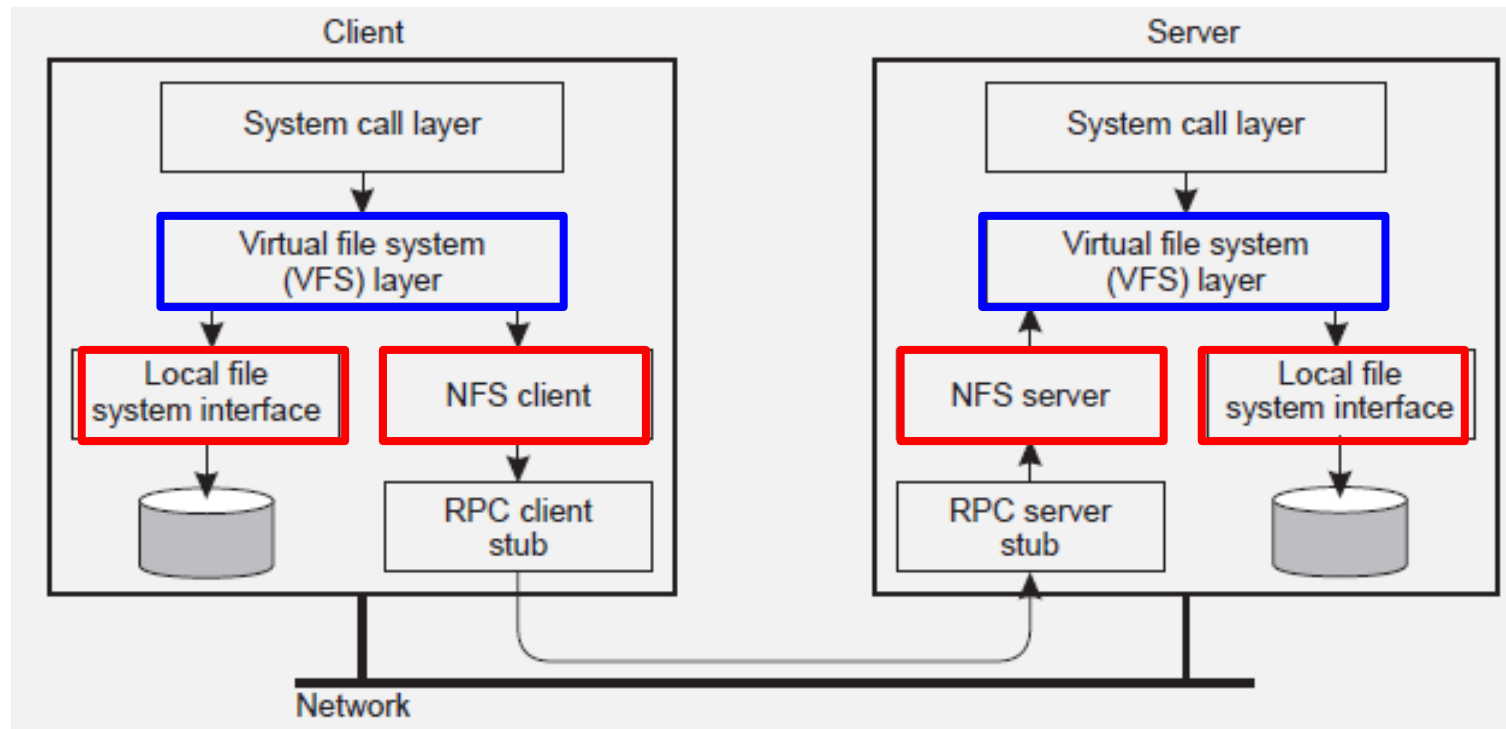 Client
System call layer
Virtual file system
(VFS) layer
Local file
system interface
NFS client
RPC client
stub
Server
System call layer
Virtual file system
(VFS) layer
NFS server
Local file
system interface
RPC server
stub
Network